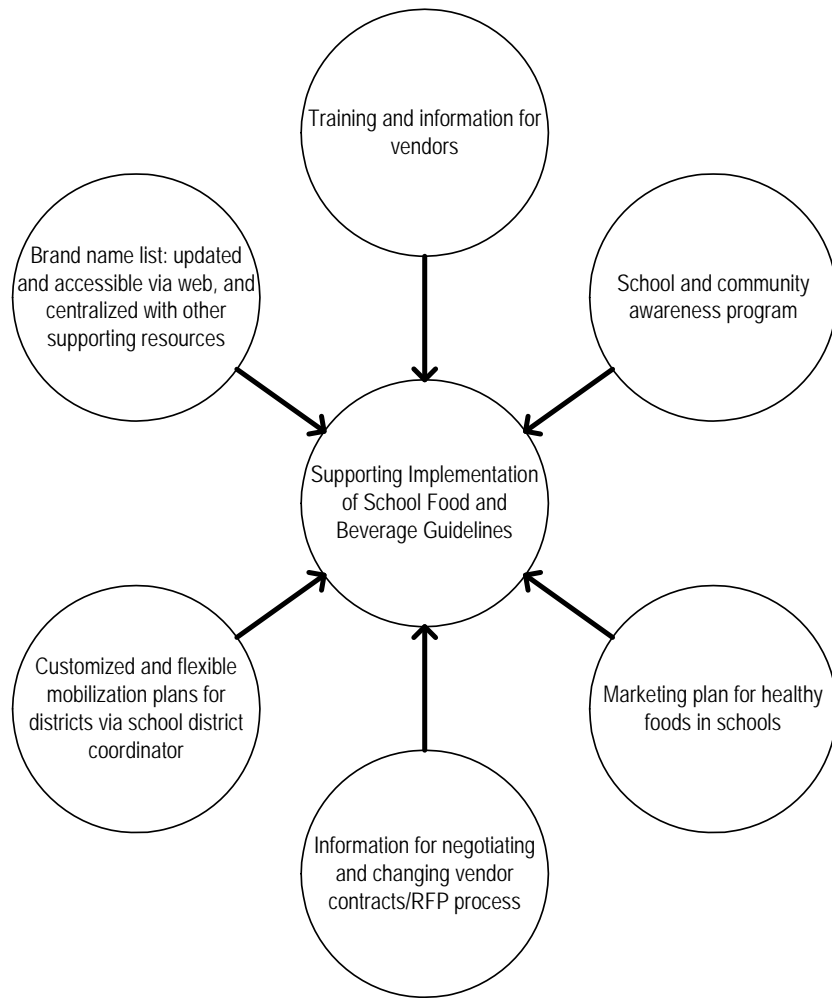 Training and information for
vendors
Brand name list: updated
and accessible via web, and
centralized with other
supporting resources
School and community
awareness program
Supporting Implementation
of School Food and
Beverage Guidelines
Customized and flexible
mobilization plans for
districts via school district
coordinator
Marketing plan for healthy
foods in schools
Information for negotiating
and changing vendor
contracts/RFP process